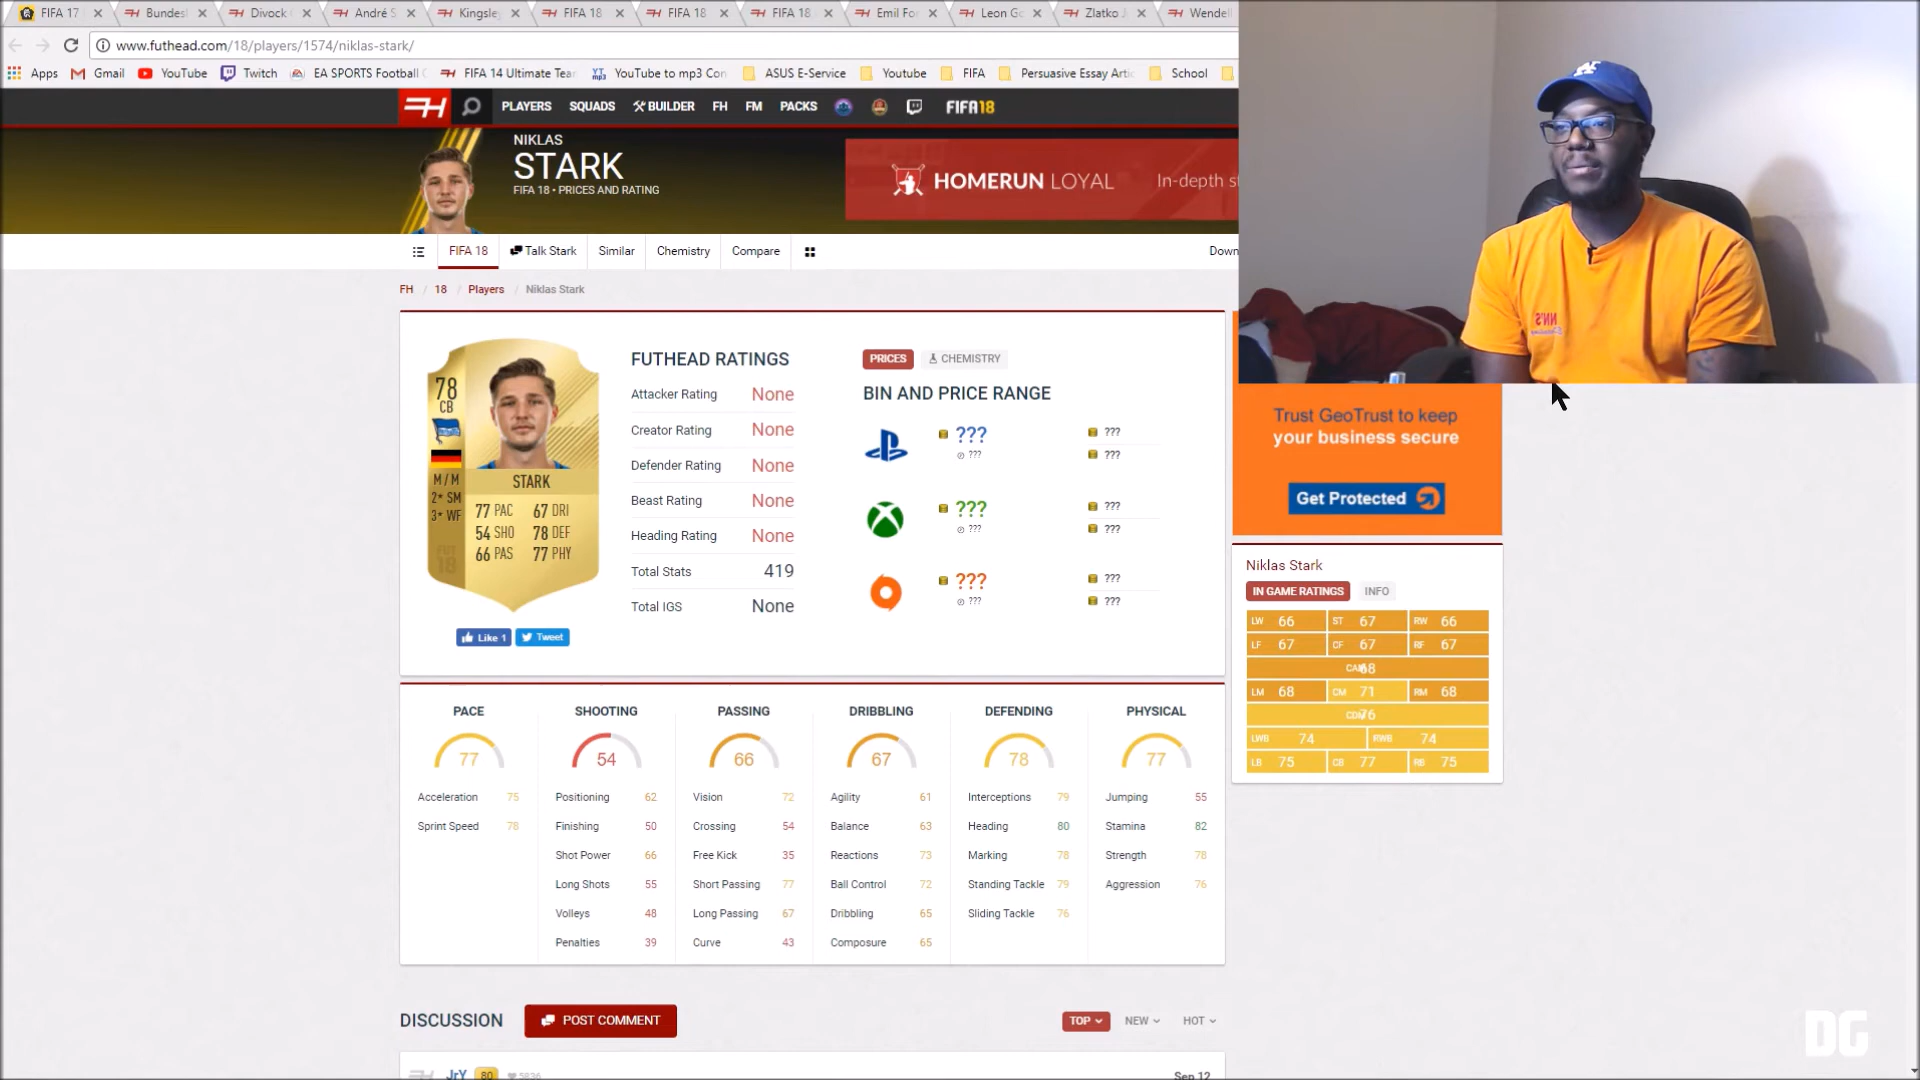 FIFA 17
Bundesl
Divock
André S
Kingsle
FIFA 18
FIFA 18
FIFA 18
Emil Fo
Leon Go
Zlatko J
Wendell
www.futhead.com/18/players/1574/niklas-stark/
Apps Gmail YouTube Twitch EA SPORTS Football FIFA 14 Ultimate Tea YouTube to mp3 Con ASUS E-Service Youtube FIFA Persuasive Essay Artic School
FH PLAYERS SQUADS BUILDER FH FM PACKS FIFA18
NIKLAS
STARK
FIFA 18 • PRICES AND RATING
HOMERUN LOYAL In-depth s
FIFA 18 Talk Stark Similar Chemistry Compare Down
FH / 18 Players Niklas Stark
78
CB
M / M
2* SM
3* WF
FUT
18
STARK
77 PAC 67 DRI
54 SHO 78 DEF
66 PAS 77 PHY
Like 1 Tweet
FUTHEAD RATINGS
Attacker Rating None
Creator Rating None
Defender Rating None
Beast Rating None
Heading Rating None
Total Stats 419
Total IGS None
PRICES CHEMISTRY
BIN AND PRICE RANGE
??? ???
??? ???
??? ???
??? ???
??? ???
??? ???
NN'S
Trust GeoTrust to keep
your business secure
Get Protected
Niklas Stark
IN GAME RATINGS INFO
LW 66 ST 67 RW 66
LF 67 CF 67 RF 67
CAM 68
LM 68 CM 71 RM 68
CDM 76
LWB 74 RWB 74
LB 75 CB 77 RB 75
PACE
77
Acceleration 75
Sprint Speed 78
SHOOTING
54
Positioning 62
Finishing 50
Shot Power 66
Long Shots 55
Volleys 48
Penalties 39
PASSING
66
Vision 72
Crossing 54
Free Kick 35
Short Passing 77
Long Passing 67
Curve 43
DRIBBLING
67
Agility 61
Balance 63
Reactions 73
Ball Control 72
Dribbling 65
Composure 65
DEFENDING
78
Interceptions 79
Heading 80
Marking 78
Standing Tackle 79
Sliding Tackle 76
PHYSICAL
77
Jumping 55
Stamina 82
Strength 78
Aggression 76
DISCUSSION POST COMMENT TOP NEW HOT
JrY 80 5836 Sep 12
DG